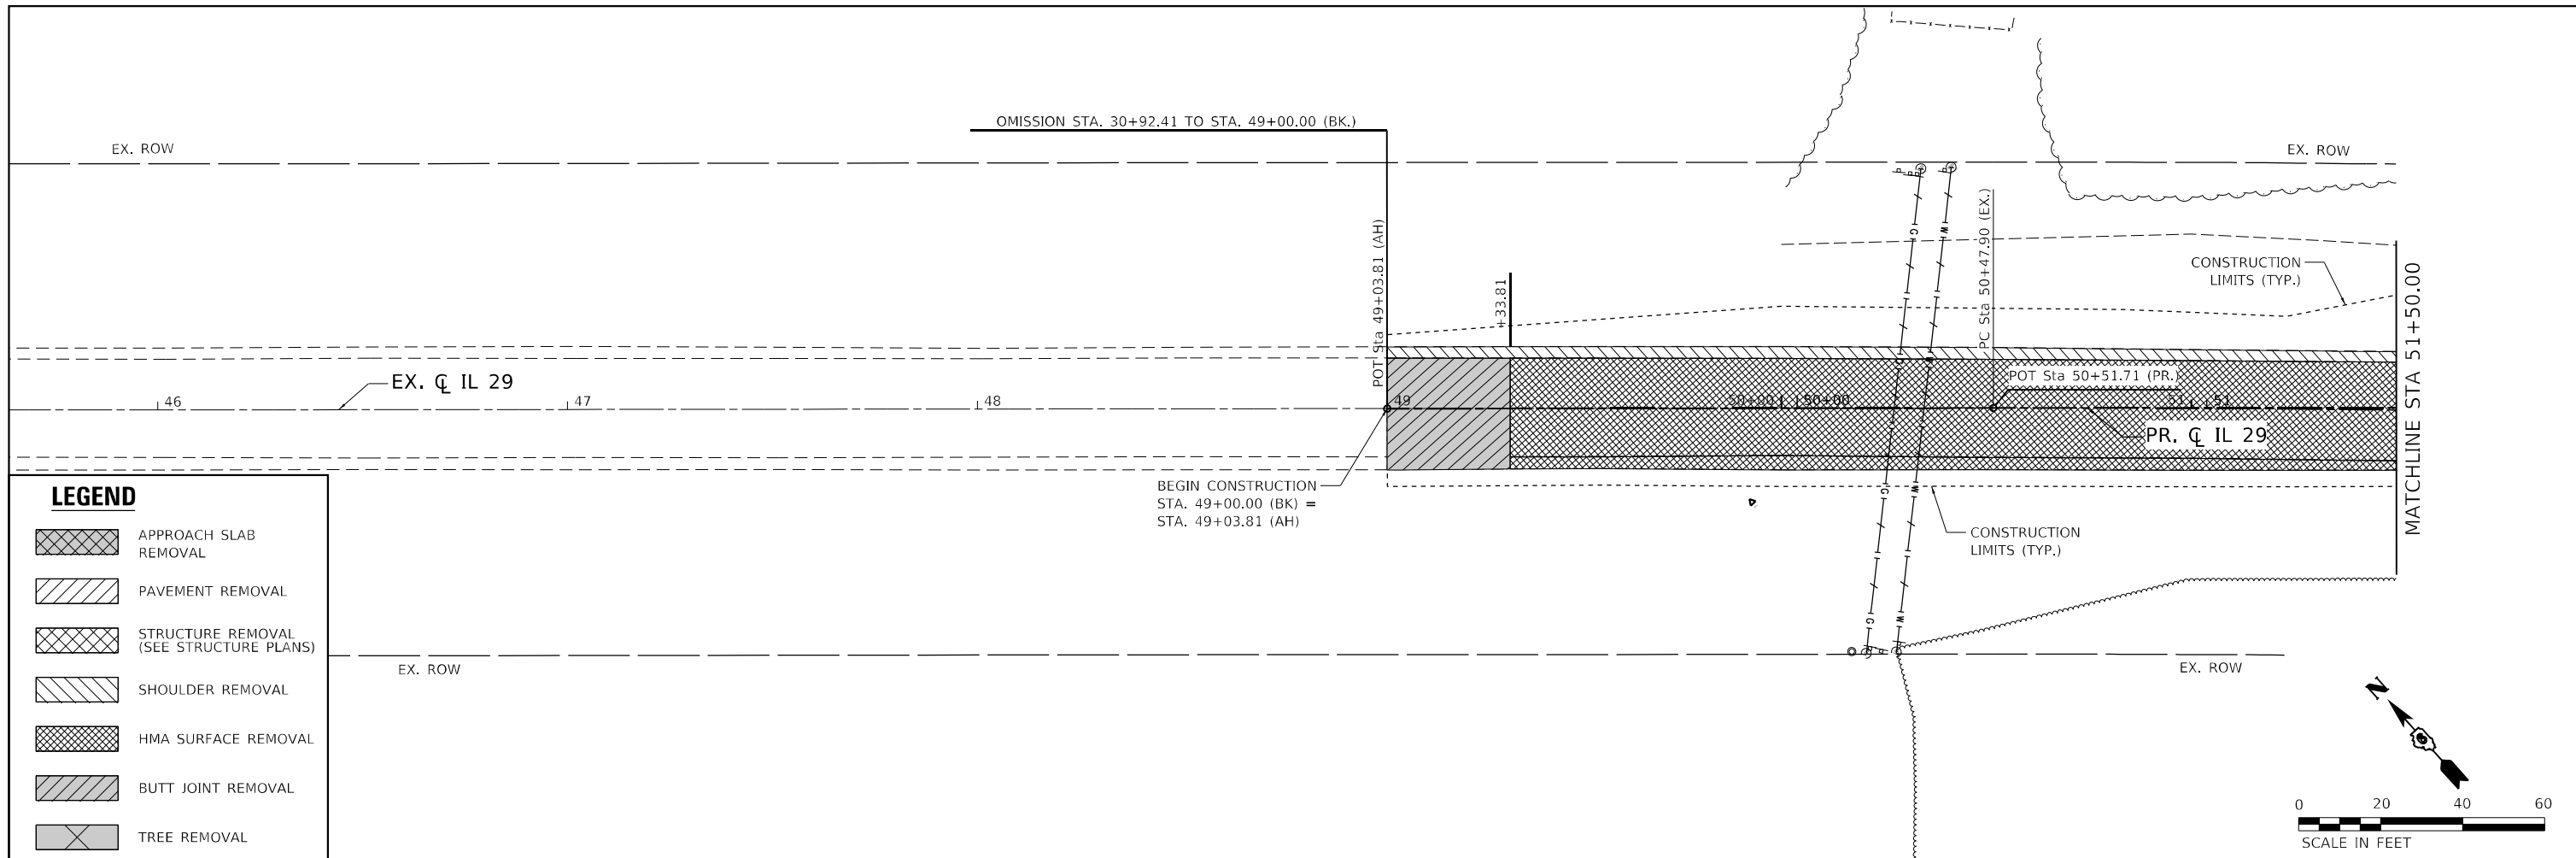 OMISSION STA. 30+92.41 TO STA. 49+00.00 (BK.)
EX. ROW
EX. ROW
POT Sta 49+03.81 (AH)
+33.81
PC Sta 50+47.90 (EX.)
CONSTRUCTION
LIMITS (TYP.)
MATCHLINE STA 51+50.00
EX. ℄ IL 29
46
47
48
49
50+00
50+00
51
51
POT Sta 50+51.71 (PR.)
PR. ℄ IL 29
G
W
G
W
G
W
G
W
BEGIN CONSTRUCTION
STA. 49+00.00 (BK) =
STA. 49+03.81 (AH)
CONSTRUCTION
LIMITS (TYP.)
EX. ROW
EX. ROW
LEGEND
APPROACH SLAB
REMOVAL
PAVEMENT REMOVAL
STRUCTURE REMOVAL
(SEE STRUCTURE PLANS)
SHOULDER REMOVAL
HMA SURFACE REMOVAL
BUTT JOINT REMOVAL
TREE REMOVAL
N
0 20 40 60
SCALE IN FEET